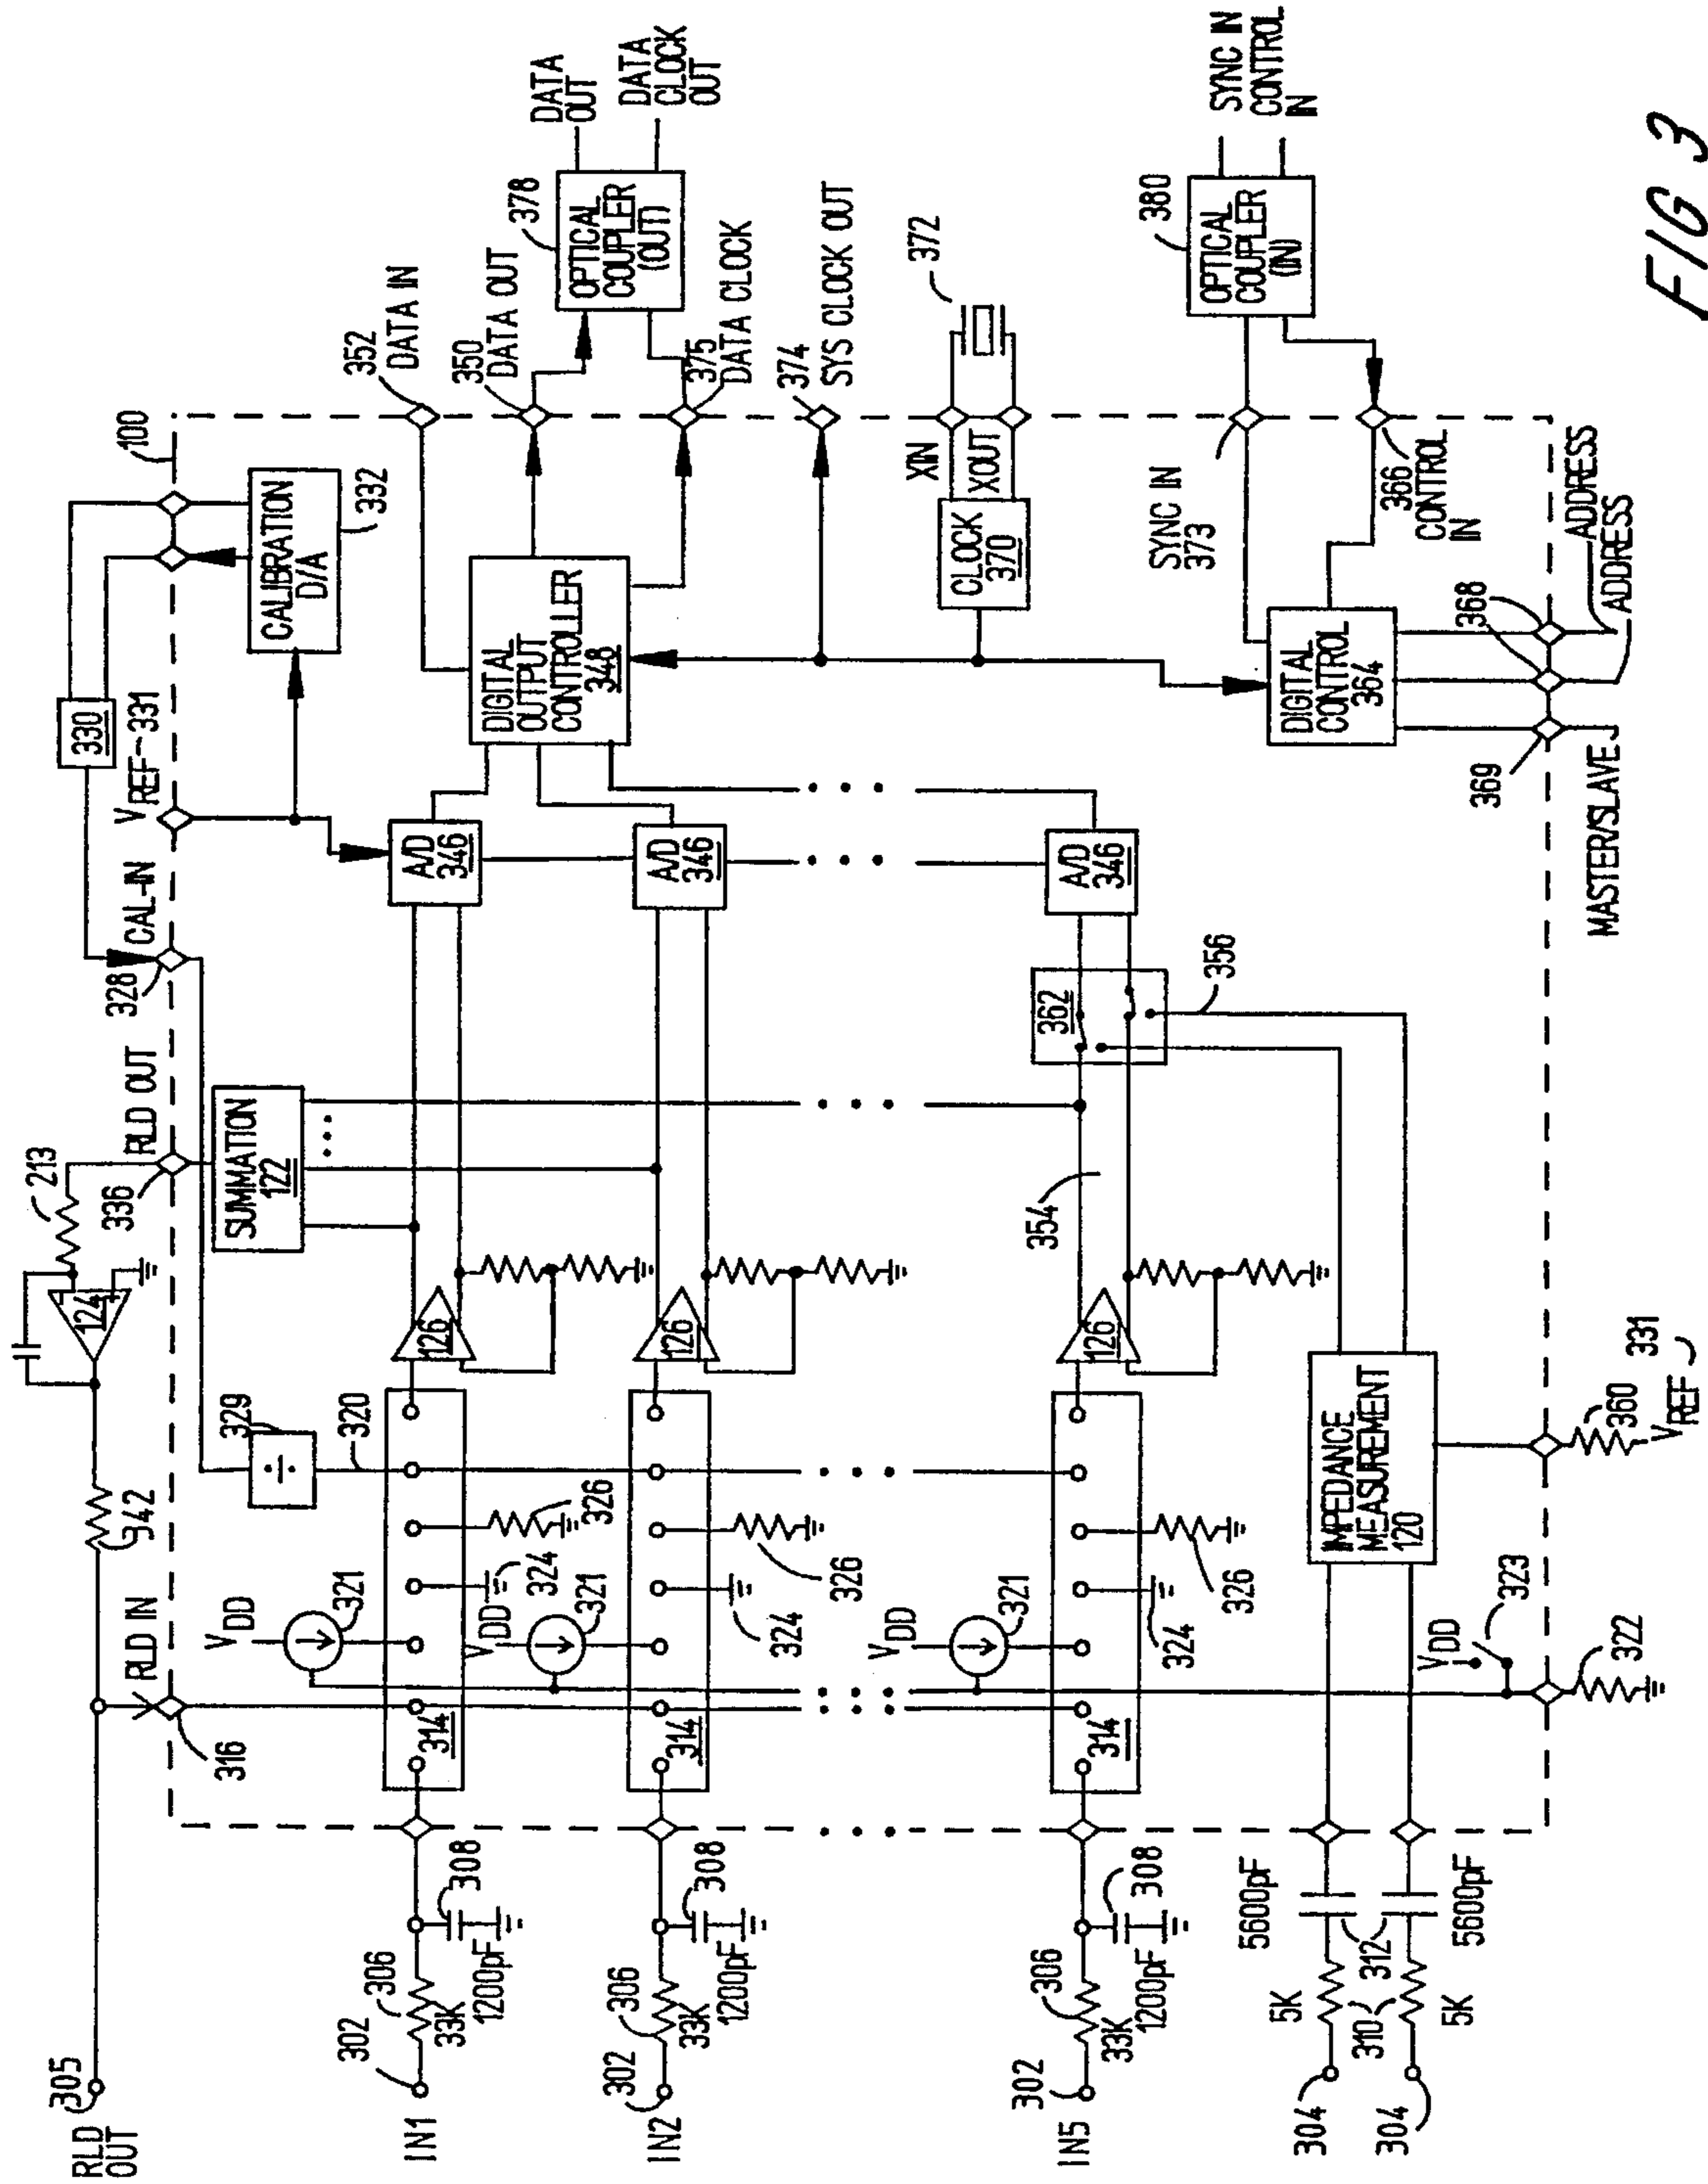 RLD
OUT
305
342
124
213
RLD IN
316
RLD OUT
336
328
CAL-IN
VREF
331
330
100
SUMMATION
122
CALIBRATION
D/A
332
329
÷
320
IN1
302
306
33K
308
1200pF
314
VDD
321
324
326
126
A/D
346
IN2
302
306
33K
308
1200pF
314
VDD
321
324
326
126
A/D
346
IN5
302
306
33K
308
1200pF
314
VDD
321
324
326
126
354
362
356
A/D
346
DIGITAL
OUTPUT
CONTROLLER
348
352
DATA IN
350
DATA OUT
375
DATA CLOCK
378
OPTICAL
COUPLER
(OUT)
DATA
OUT
DATA
CLOCK
OUT
374
SYS CLOCK OUT
CLOCK
370
XIN
XOUT
372
304
304
310
5K
5K
312
5600pF
5600pF
IMPEDANCE
MEASUREMENT
120
VDD
323
322
360
VREF
331
DIGITAL
CONTROL
364
SYNC IN
373
366
CONTROL
IN
380
OPTICAL
COUPLER
(IN)
SYNC IN
CONTROL
IN
369
368
MASTER/SLAVE
ADDRESS
ADDRESS
FIG 3